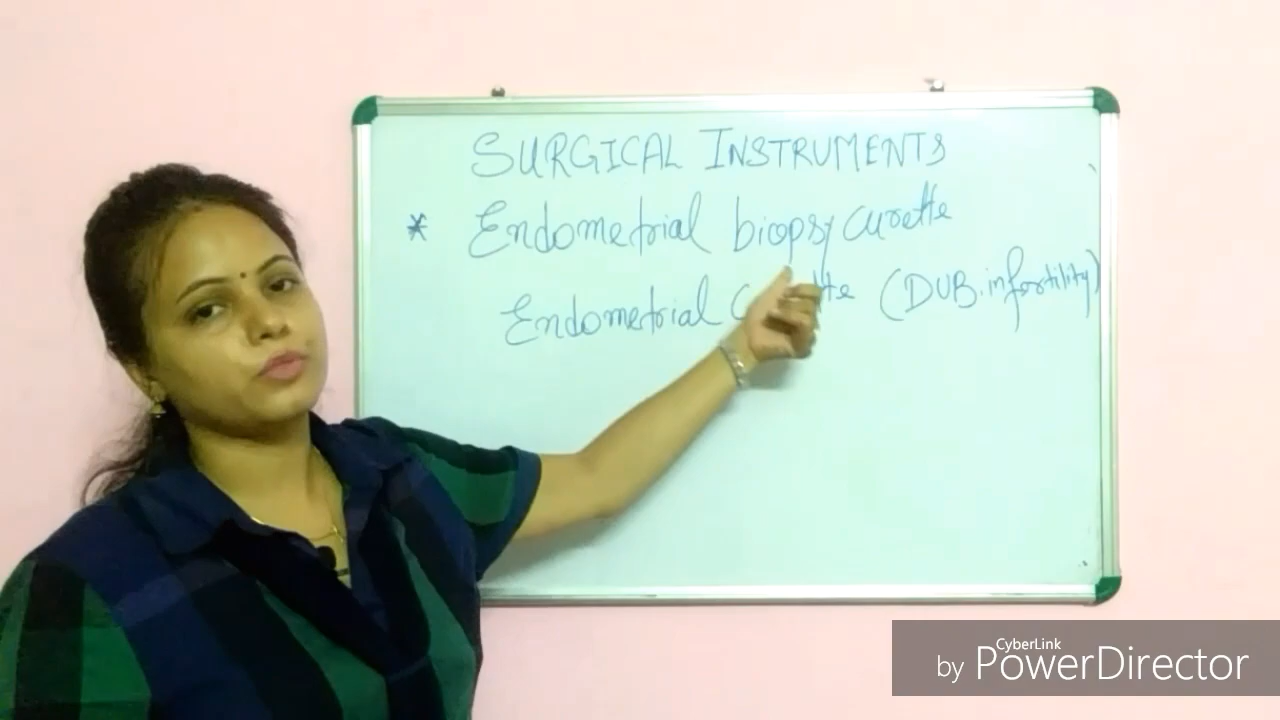 SURGICAL INSTRUMENTS
* Endometrial biopsy curette
Endometrial (DUB.infertility)
CyberLink
by PowerDirector